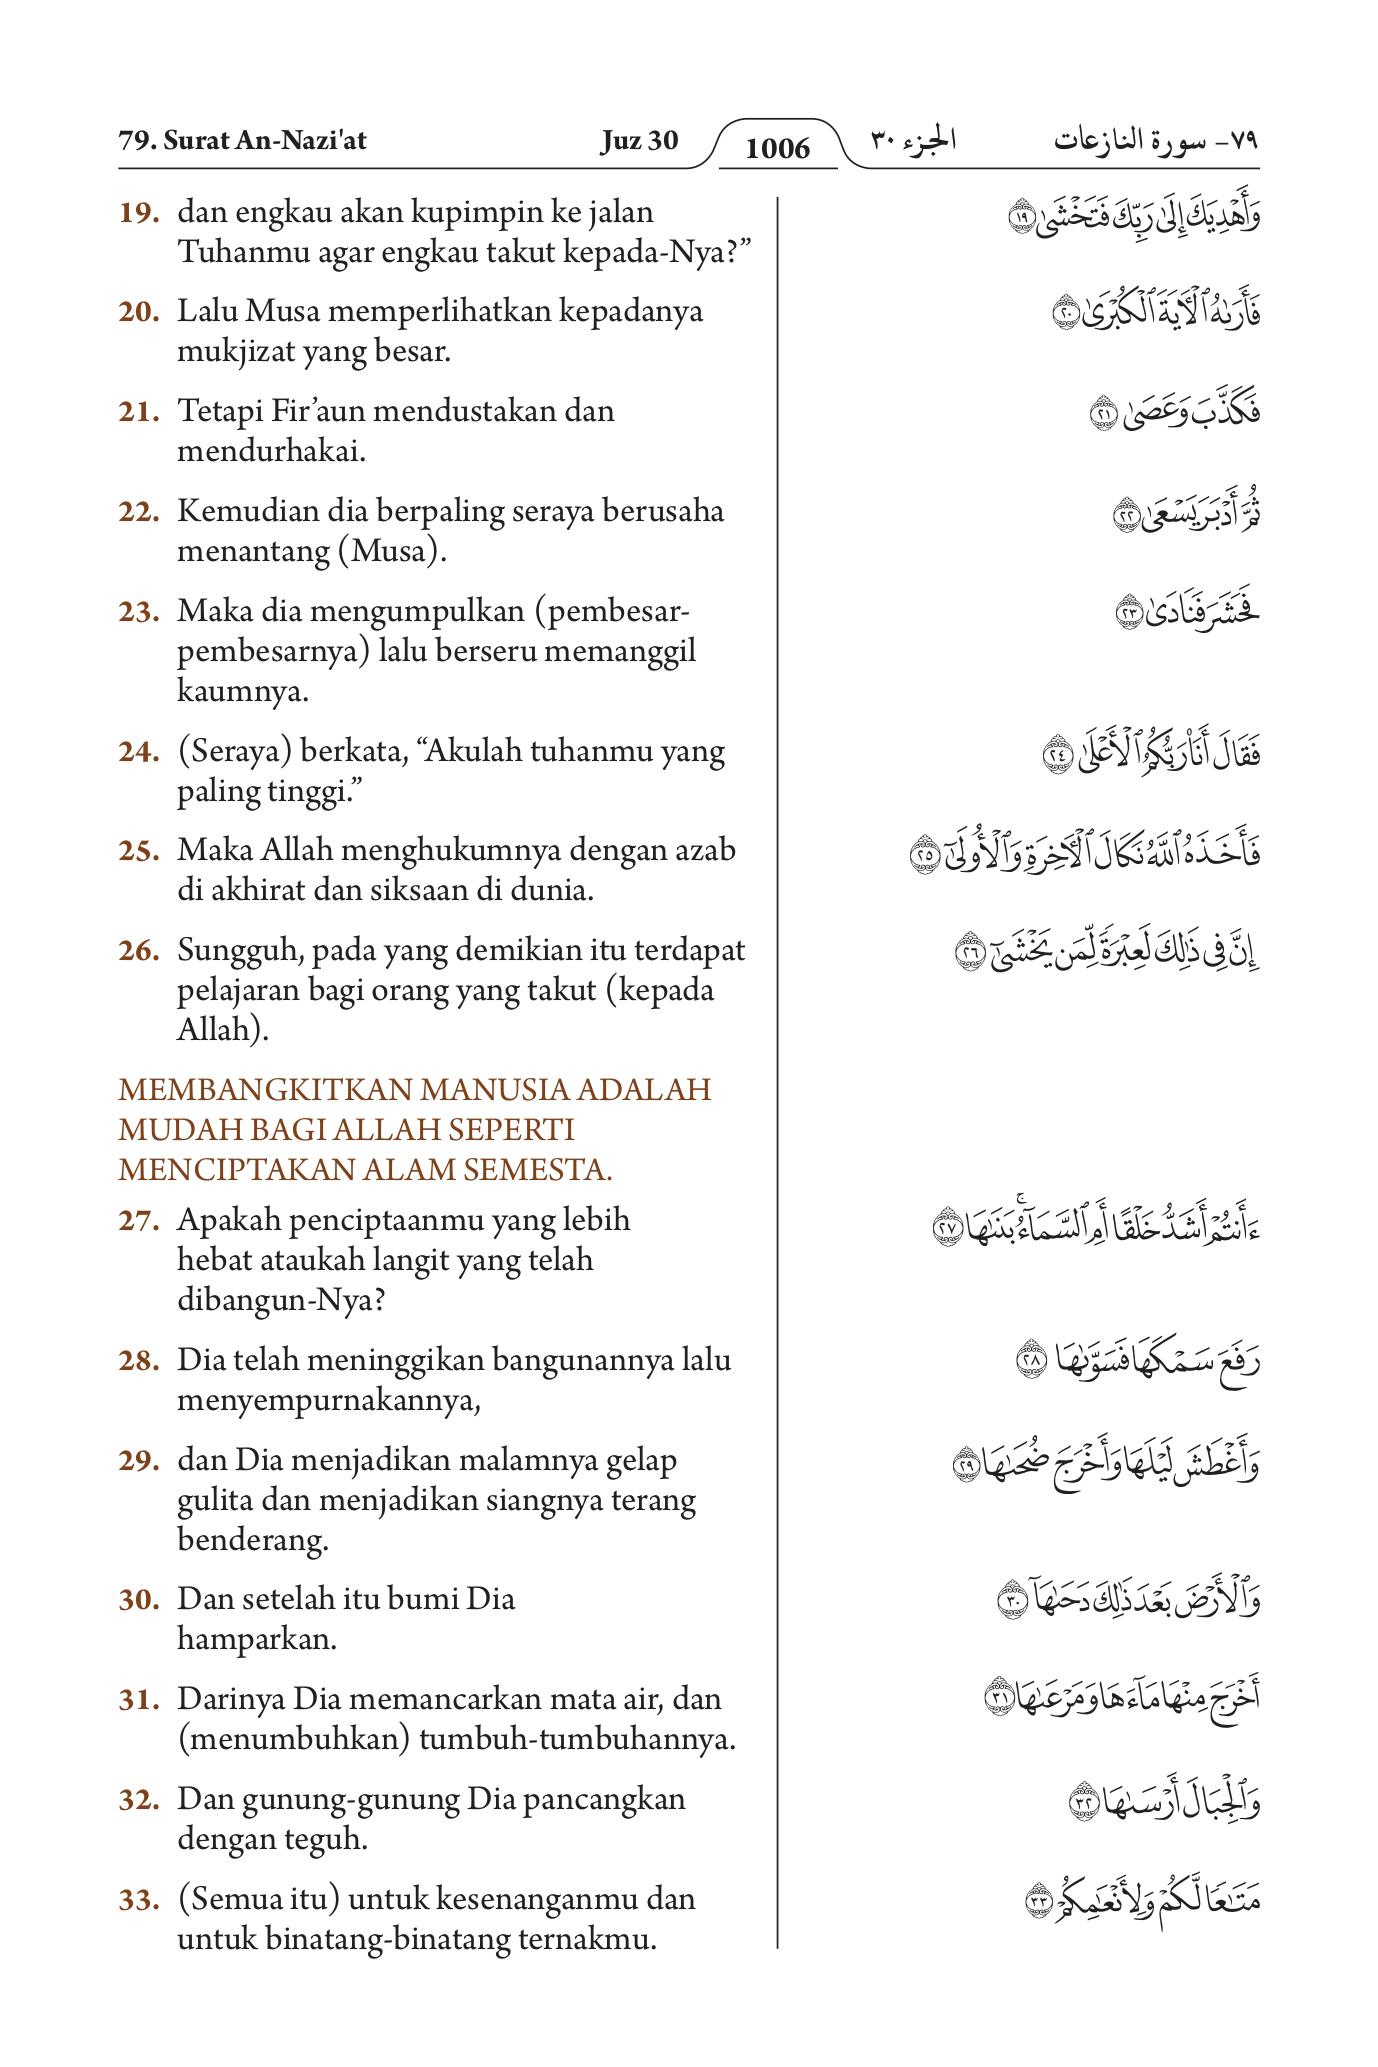 79. Surat An-Nazi'at Juz 30 1006 الجزء ٣٠ ٧٩- سورة النازعات
19. dan engkau akan kupimpin ke jalan
Tuhanmu agar engkau takut kepada-Nya?”
وَأَهْدِيَكَ إِلَىٰ رَبِّكَ فَتَخْشَىٰ ١٩
20. Lalu Musa memperlihatkan kepadanya
mukjizat yang besar.
فَأَرَىٰهُ ٱلْأٓيَةَ ٱلْكُبْرَىٰ ٢٠
21. Tetapi Fir’aun mendustakan dan
mendurhakai.
فَكَذَّبَ وَعَصَىٰ ٢١
22. Kemudian dia berpaling seraya berusaha
menantang (Musa).
ثُمَّ أَدْبَرَ يَسْعَىٰ ٢٢
23. Maka dia mengumpulkan (pembesar-
pembesarnya) lalu berseru memanggil
kaumnya.
فَحَشَرَ فَنَادَىٰ ٢٣
24. (Seraya) berkata, “Akulah tuhanmu yang
paling tinggi.”
فَقَالَ أَنَا۠ رَبُّكُمُ ٱلْأَعْلَىٰ ٢٤
25. Maka Allah menghukumnya dengan azab
di akhirat dan siksaan di dunia.
فَأَخَذَهُ ٱللَّهُ نَكَالَ ٱلْأٓخِرَةِ وَٱلْأُولَىٰٓ ٢٥
26. Sungguh, pada yang demikian itu terdapat
pelajaran bagi orang yang takut (kepada
Allah).
إِنَّ فِى ذَٰلِكَ لَعِبْرَةً لِّمَن يَخْشَىٰٓ ٢٦
MEMBANGKITKAN MANUSIA ADALAH
MUDAH BAGI ALLAH SEPERTI
MENCIPTAKAN ALAM SEMESTA.
27. Apakah penciptaanmu yang lebih
hebat ataukah langit yang telah
dibangun-Nya?
ءَأَنتُمْ أَشَدُّ خَلْقًا أَمِ ٱلسَّمَآءُ ۚ بَنَىٰهَا ٢٧
28. Dia telah meninggikan bangunannya lalu
menyempurnakannya,
رَفَعَ سَمْكَهَا فَسَوَّىٰهَا ٢٨
29. dan Dia menjadikan malamnya gelap
gulita dan menjadikan siangnya terang
benderang.
وَأَغْطَشَ لَيْلَهَا وَأَخْرَجَ ضُحَىٰهَا ٢٩
30. Dan setelah itu bumi Dia
hamparkan.
وَٱلْأَرْضَ بَعْدَ ذَٰلِكَ دَحَىٰهَآ ٣٠
31. Darinya Dia memancarkan mata air, dan
(menumbuhkan) tumbuh-tumbuhannya.
أَخْرَجَ مِنْهَا مَآءَهَا وَمَرْعَىٰهَا ٣١
32. Dan gunung-gunung Dia pancangkan
dengan teguh.
وَٱلْجِبَالَ أَرْسَىٰهَا ٣٢
33. (Semua itu) untuk kesenanganmu dan
untuk binatang-binatang ternakmu.
مَتَٰعًا لَّكُمْ وَلِأَنْعَٰمِكُمْ ٣٣